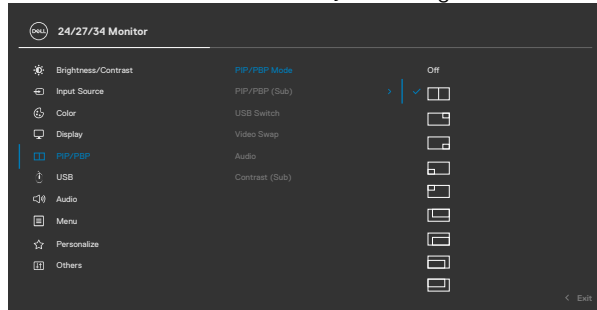 DELL 24/27/34 Monitor
Brightness/Contrast PIP/PBP Mode Off
Input Source PIP/PBP (Sub)
Color USB Switch
Display Video Swap
PIP/PBP Audio
USB Contrast (Sub)
Audio
Menu
Personalize
Others
Exit